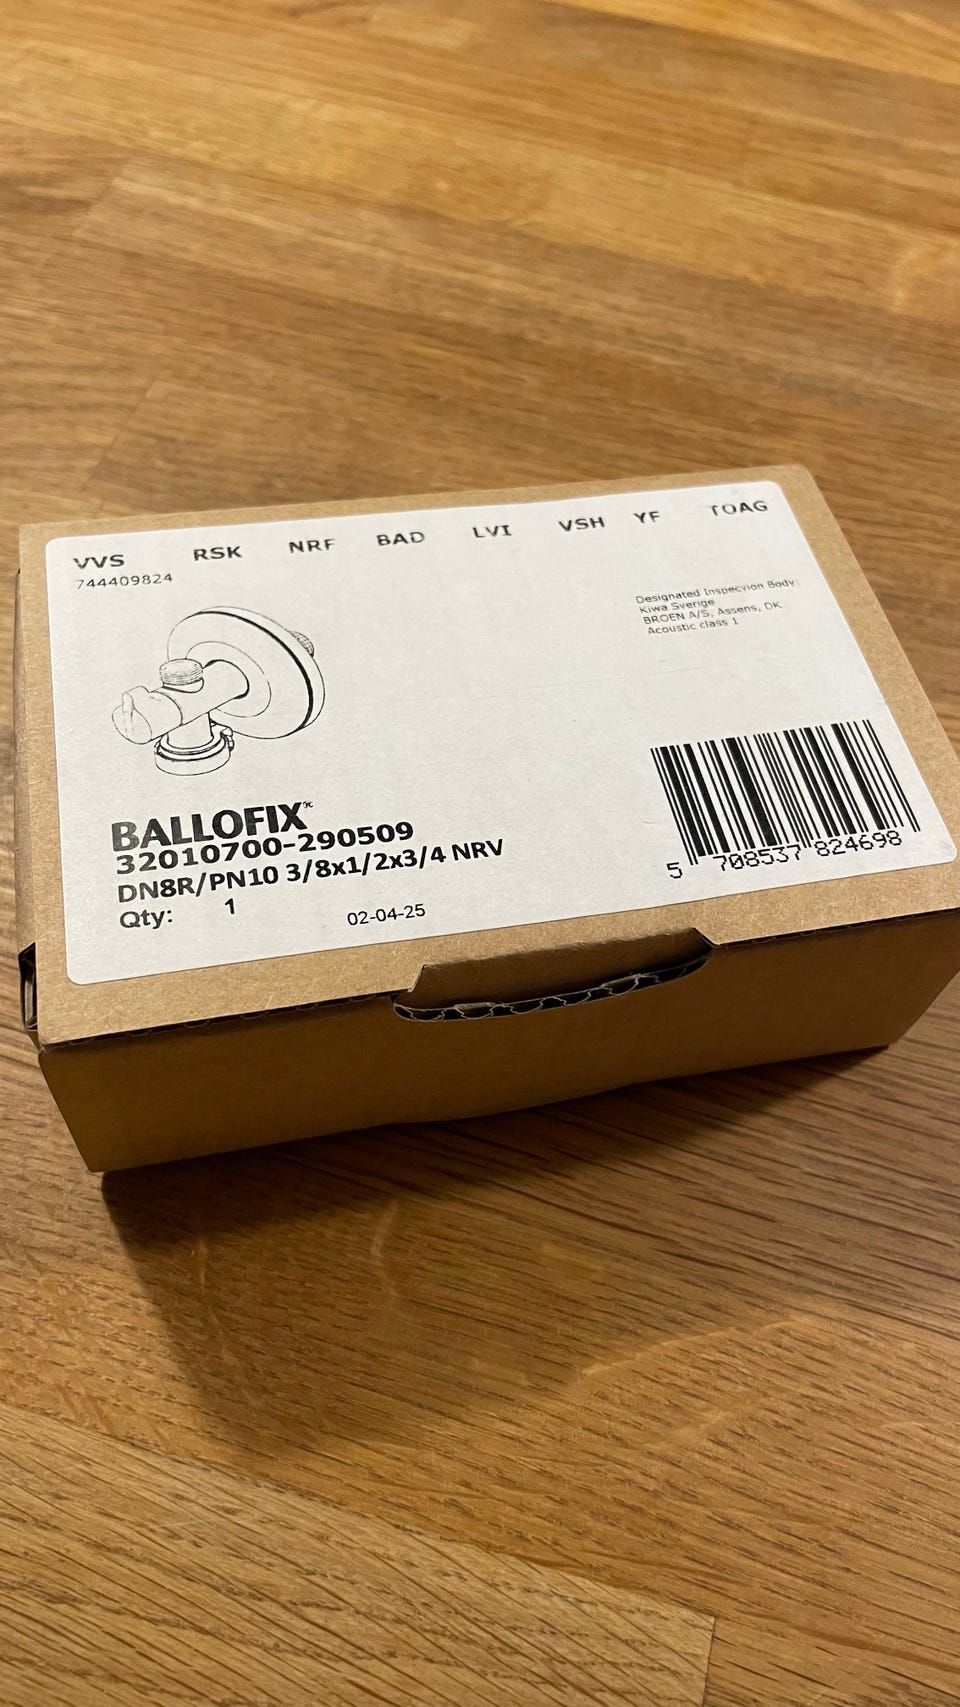 VVS RSK NRF BAD LVI VSH YF TOAG
744409824
Designated Inspecvion Body:
Kiwa Sverige
BROEN A/S, Assens, DK
Acoustic class 1
BALLOFIX®
32010700-290509
DN8R/PN10 3/8x1/2x3/4 NRV
Qty: 1 02-04-25
5 708537 824698